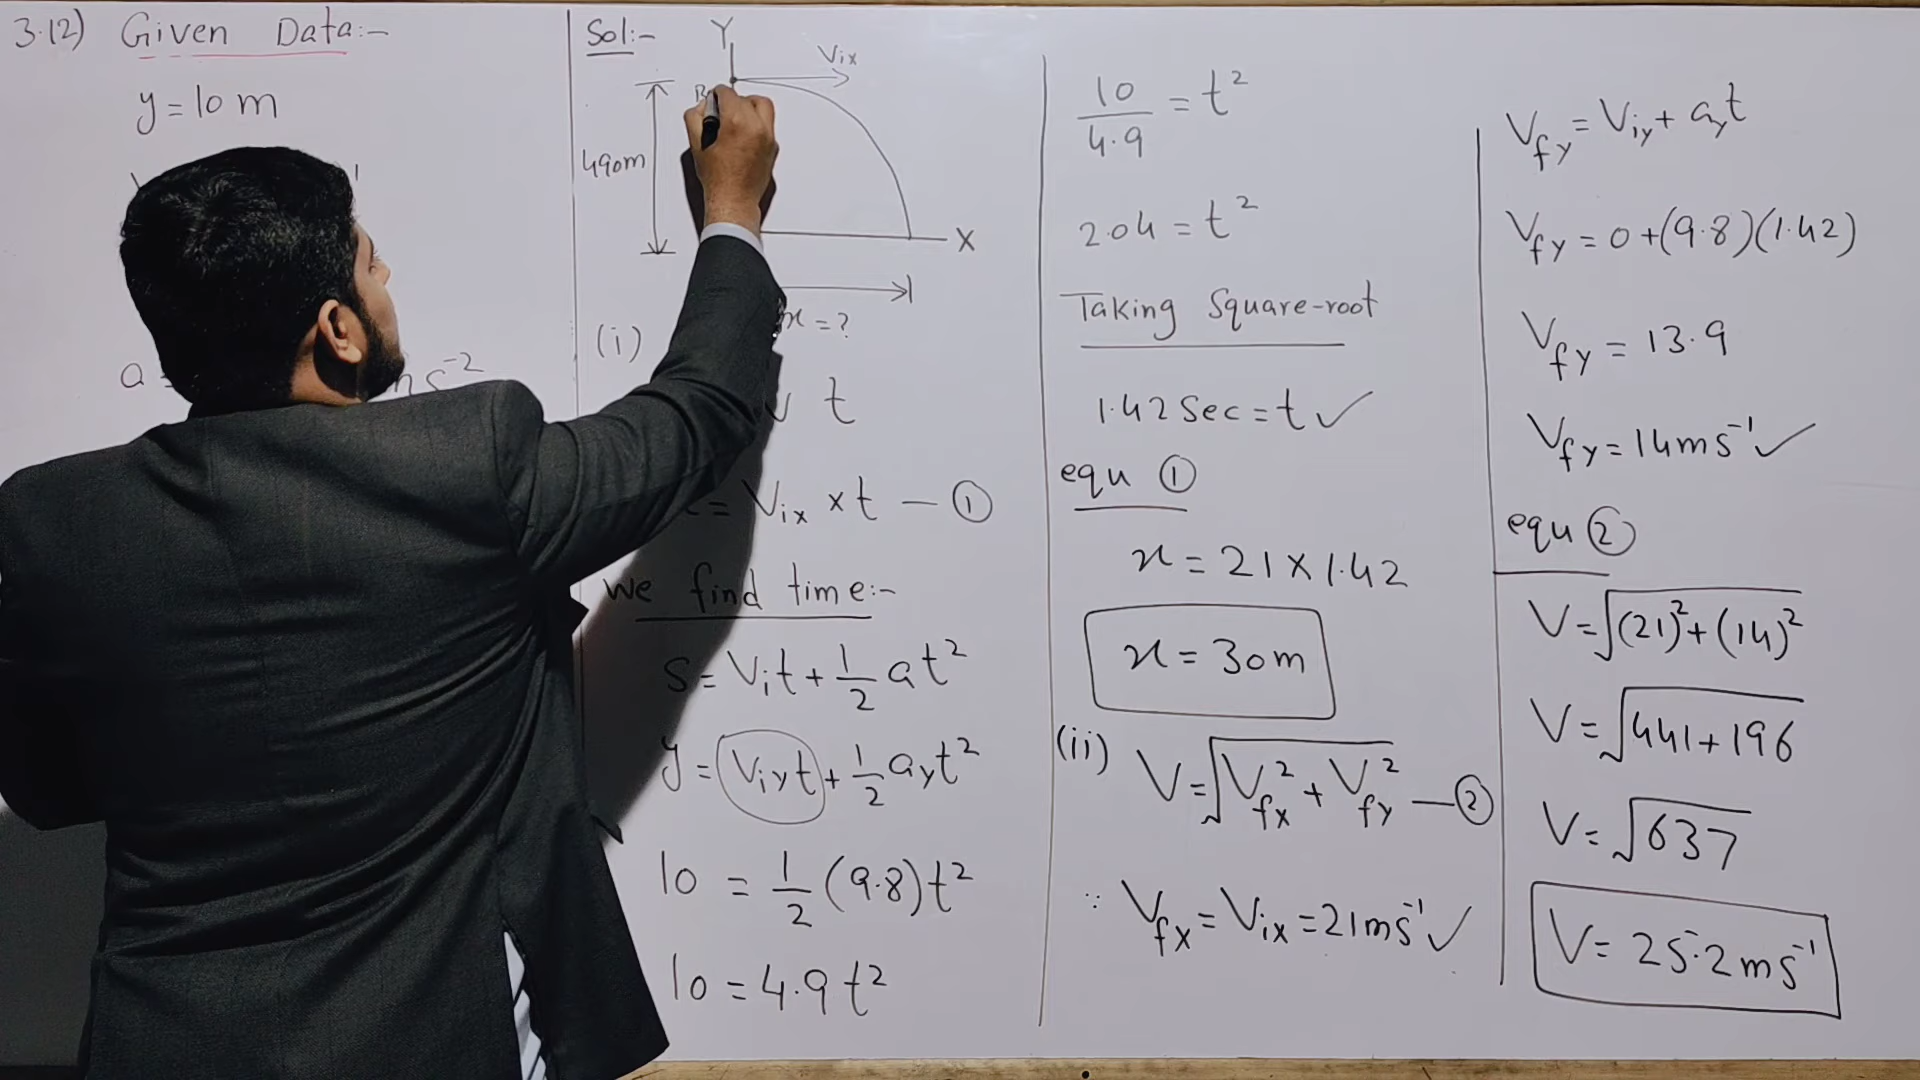 3.12) Given Data:-
y = 10 m
a = ms⁻²
Sol:-
Y
Vix
490m
X
x = ?
(i)
t
= Vix × t — ①
We find time:-
S = Vit + 1/2 at²
y = Viyt + 1/2 ayt²
10 = 1/2 (9.8)t²
10 = 4.9t²
10/4.9 = t²
2.04 = t²
Taking Square-root
1.42 Sec = t ✓
equ ①
x = 21 × 1.42
x = 30m
(ii) V = √Vfx² + Vfy² — ②
∵ Vfx = Vix = 21ms⁻¹ ✓
Vfy = Viy + ayt
Vfy = 0 + (9.8)(1.42)
Vfy = 13.9
Vfy = 14ms⁻¹ ✓
equ ②
V = √(21)² + (14)²
V = √441 + 196
V = √637
V = 25.2 ms⁻¹